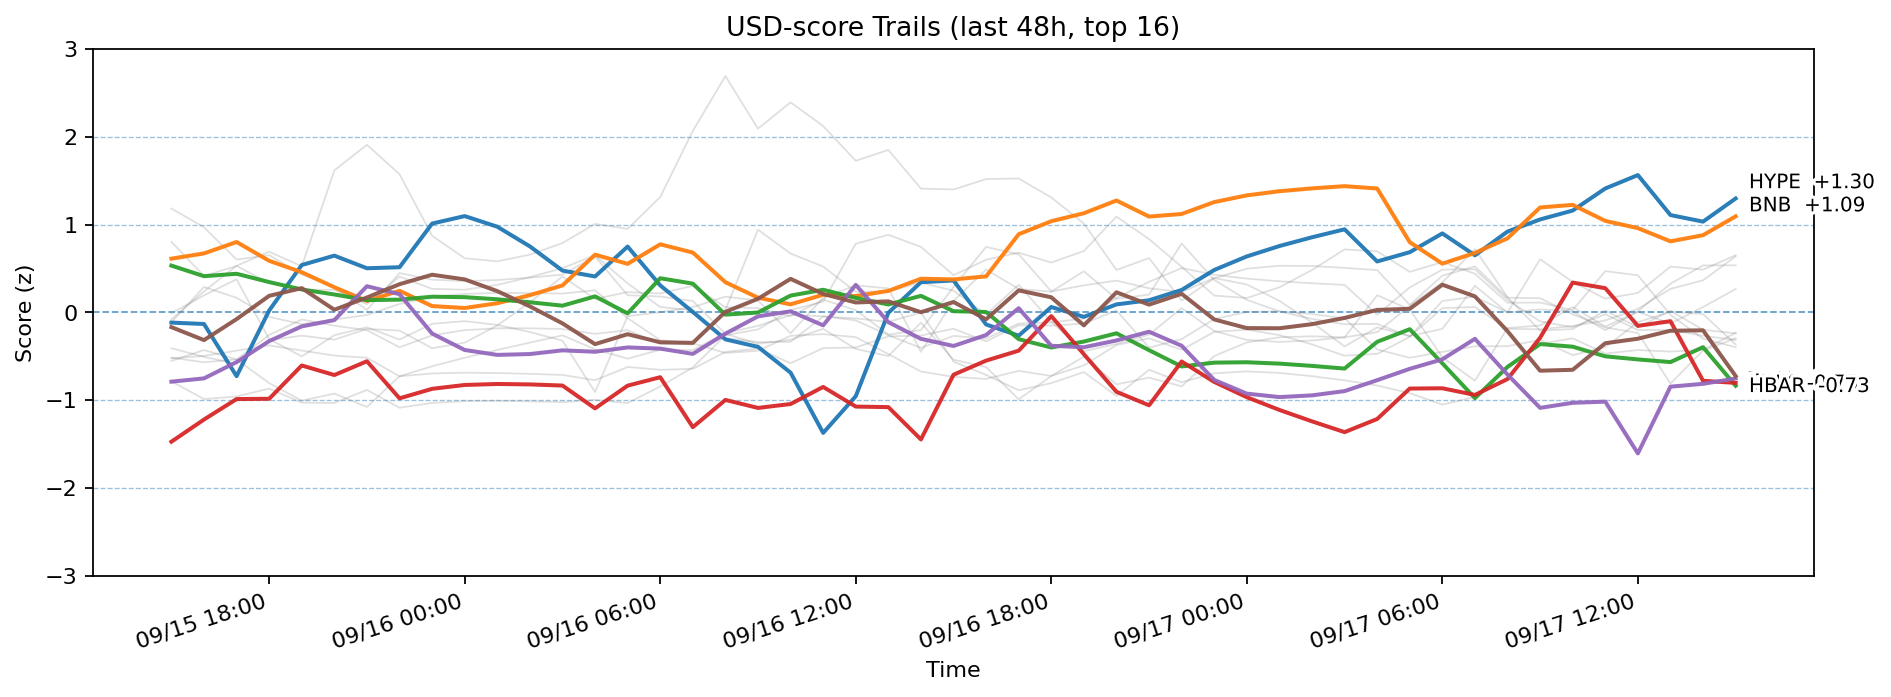 USD-score Trails (last 48h, top 16)
Score (z)
3
2
1
0
−1
−2
−3
HYPE +1.30
BNB +1.09
HBAR -0.73
09/15 18:00
09/16 00:00
09/16 06:00
09/16 12:00
09/16 18:00
09/17 00:00
09/17 06:00
09/17 12:00
Time